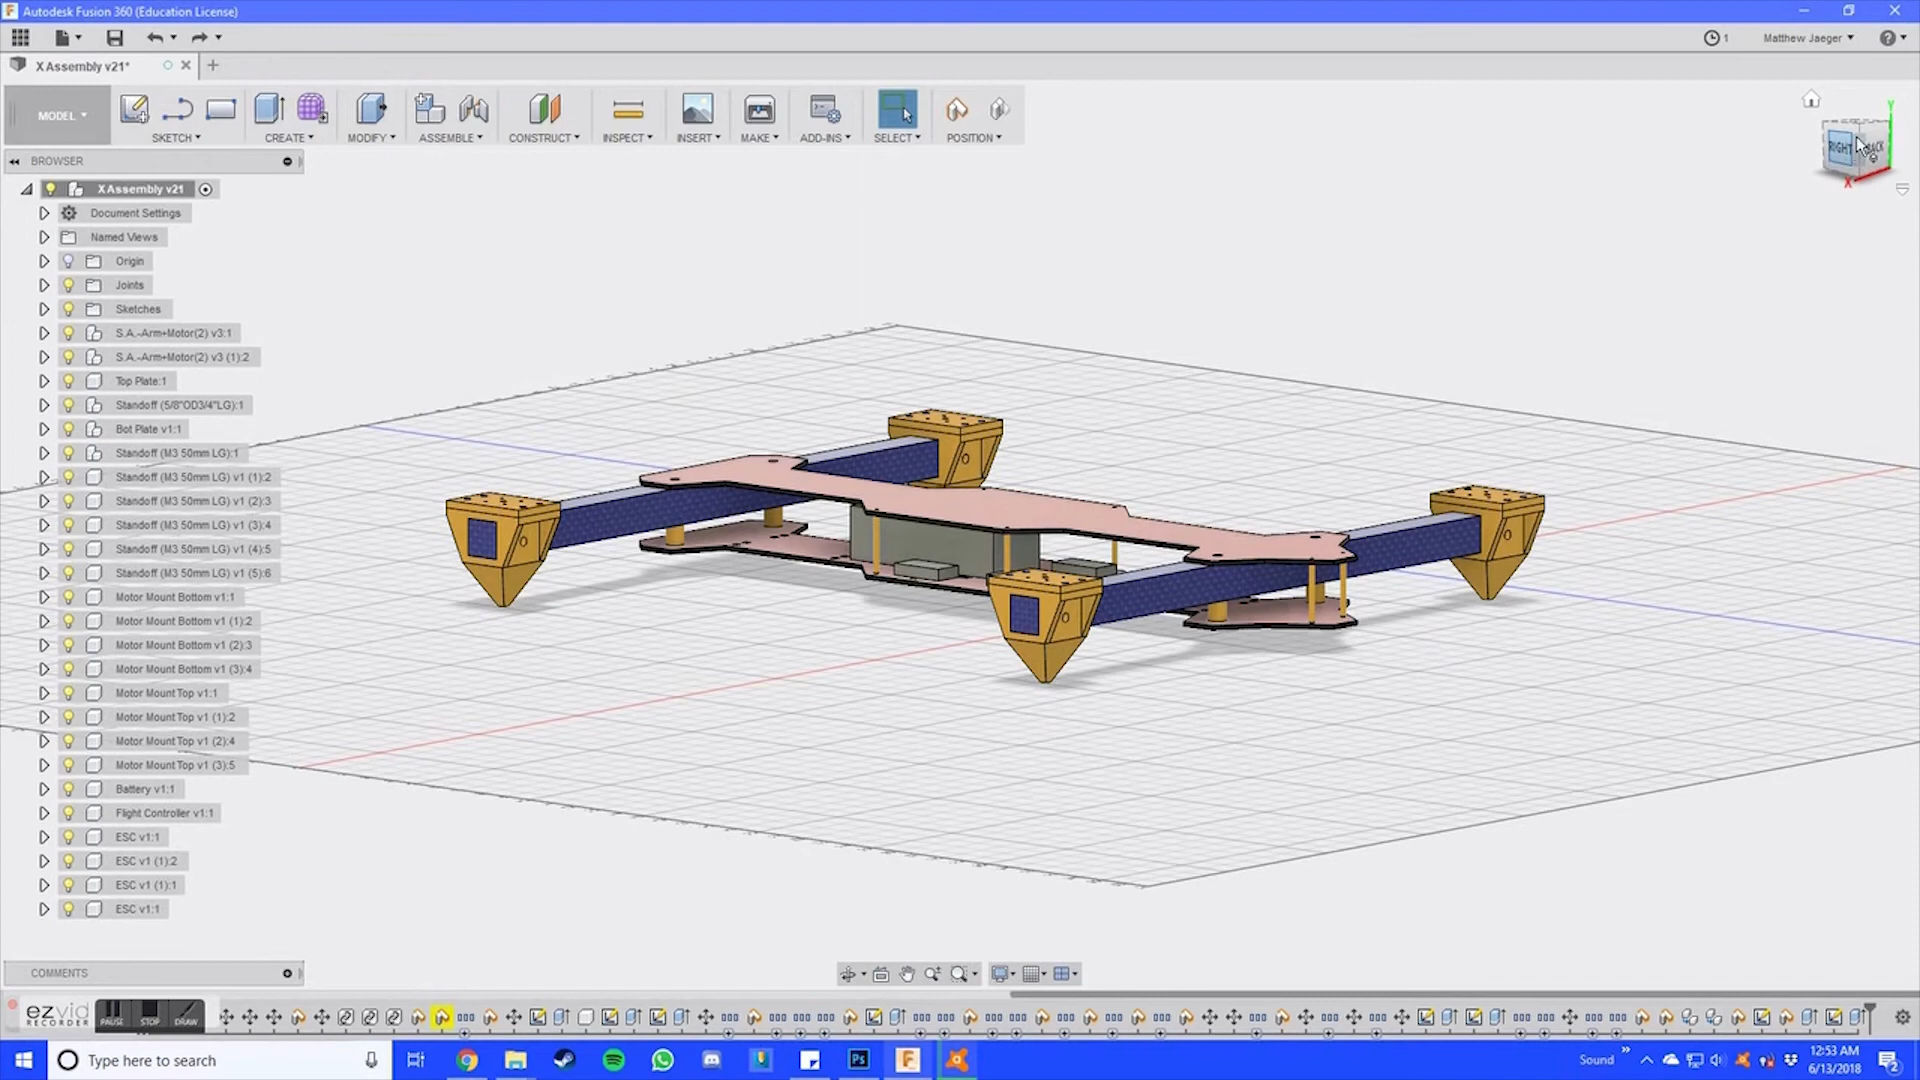 Autodesk Fusion 360 (Education License)
1 Matthew Jaeger
X Assembly v21*
MODEL
SKETCH CREATE MODIFY ASSEMBLE CONSTRUCT INSPECT INSERT MAKE ADD-INS SELECT POSITION
Y
RIGHT BACK
X
BROWSER
X Assembly v21
Document Settings
Named Views
Origin
Joints
Sketches
S.A.-Arm+Motor(2) v3:1
S.A.-Arm+Motor(2) v3 (1):2
Top Plate:1
Standoff (5/8"OD3/4"LG):1
Bot Plate v1:1
Standoff (M3 50mm LG):1
Standoff (M3 50mm LG) v1 (1):2
Standoff (M3 50mm LG) v1 (2):3
Standoff (M3 50mm LG) v1 (3):4
Standoff (M3 50mm LG) v1 (4):5
Standoff (M3 50mm LG) v1 (5):6
Motor Mount Bottom v1:1
Motor Mount Bottom v1 (1):2
Motor Mount Bottom v1 (2):3
Motor Mount Bottom v1 (3):4
Motor Mount Top v1:1
Motor Mount Top v1 (1):2
Motor Mount Top v1 (2):4
Motor Mount Top v1 (3):5
Battery v1:1
Flight Controller v1:1
ESC v1:1
ESC v1 (1):2
ESC v1 (1):1
ESC v1:1
COMMENTS
ezvid
RECORDER
PAUSE STOP DRAW
Type here to search
Ps
F
Sound
12:53 AM
6/13/2018
2